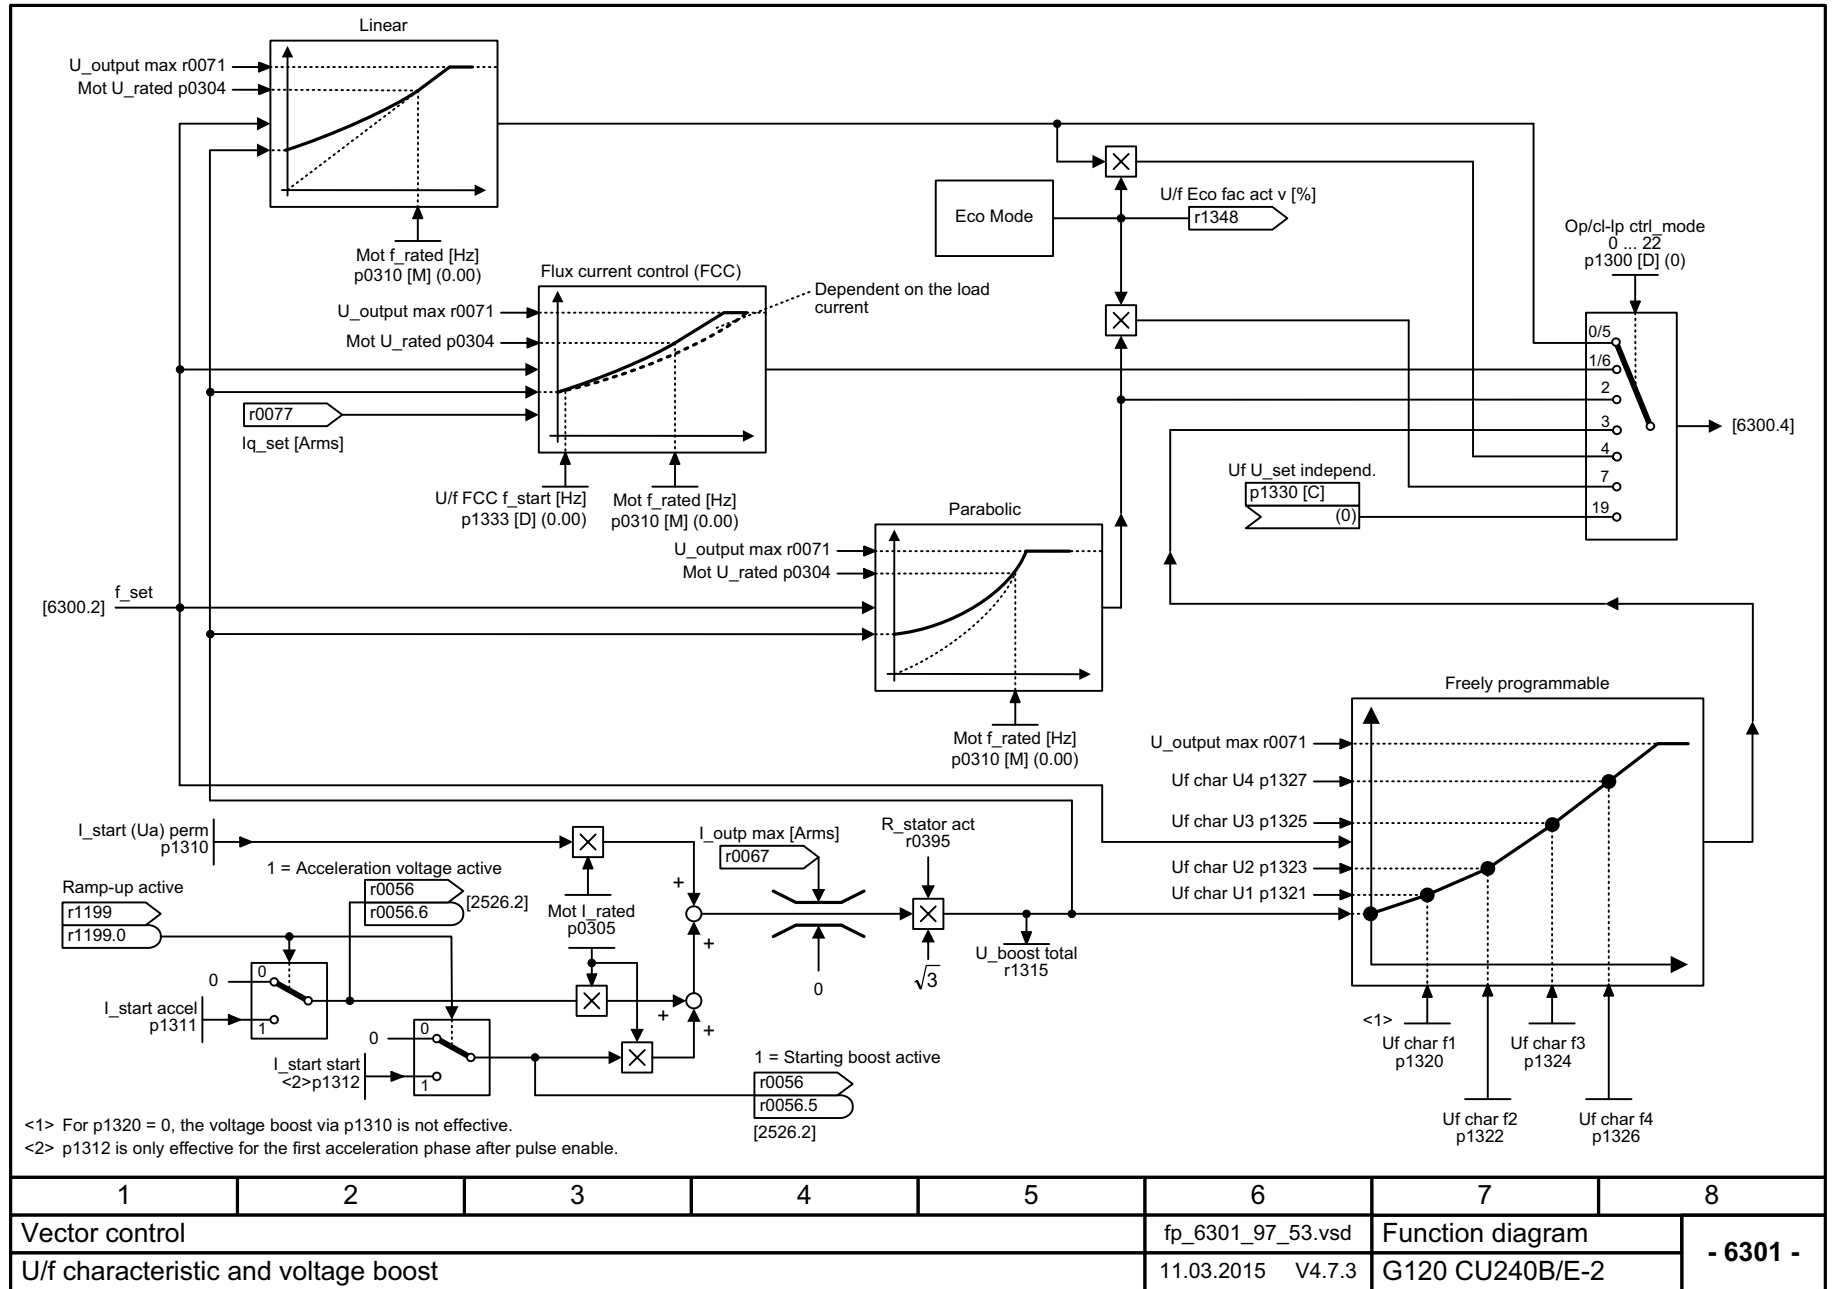 Linear
U_output max r0071
Mot U_rated p0304
Mot f_rated [Hz]
p0310 [M] (0.00)
Flux current control (FCC)
U_output max r0071
Mot U_rated p0304
Dependent on the load
current
r0077
Iq_set [Arms]
U/f FCC f_start [Hz]
p1333 [D] (0.00)
Mot f_rated [Hz]
p0310 [M] (0.00)
Eco Mode
U/f Eco fac act v [%]
r1348
Op/cl-lp ctrl_mode
0 ... 22
p1300 [D] (0)
0/5
1/6
2
3
4
7
19
[6300.4]
Uf U_set independ.
p1330 [C]
(0)
Parabolic
U_output max r0071
Mot U_rated p0304
Mot f_rated [Hz]
p0310 [M] (0.00)
[6300.2]
f_set
Freely programmable
U_output max r0071
Uf char U4 p1327
Uf char U3 p1325
Uf char U2 p1323
Uf char U1 p1321
<1>
Uf char f1
p1320
Uf char f3
p1324
Uf char f2
p1322
Uf char f4
p1326
I_start (Ua) perm
p1310
1 = Acceleration voltage active
r0056
r0056.6
[2526.2]
Ramp-up active
r1199
r1199.0
Mot I_rated
p0305
I_outp max [Arms]
r0067
R_stator act
r0395
+
+
0
√3
U_boost total
r1315
0
0
1
I_start accel
p1311
+
+
0
0
1
I_start start
<2>p1312
1 = Starting boost active
r0056
r0056.5
[2526.2]
<1> For p1320 = 0, the voltage boost via p1310 is not effective.
<2> p1312 is only effective for the first acceleration phase after pulse enable.
1 2 3 4 5 6 7 8
Vector control
fp_6301_97_53.vsd
Function diagram
- 6301 -
U/f characteristic and voltage boost
11.03.2015 V4.7.3
G120 CU240B/E-2